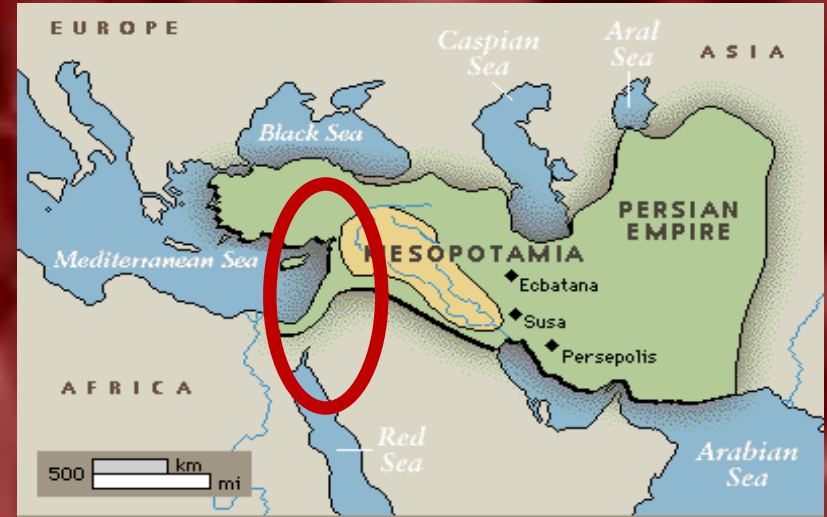 EUROPE
Caspian
Sea
Aral
Sea
ASIA
Black Sea
PERSIAN
EMPIRE
MESOPOTAMIA
Mediterranean Sea
Ecbatana
Susa
Persepolis
AFRICA
Red
Sea
Arabian
Sea
500 km
mi